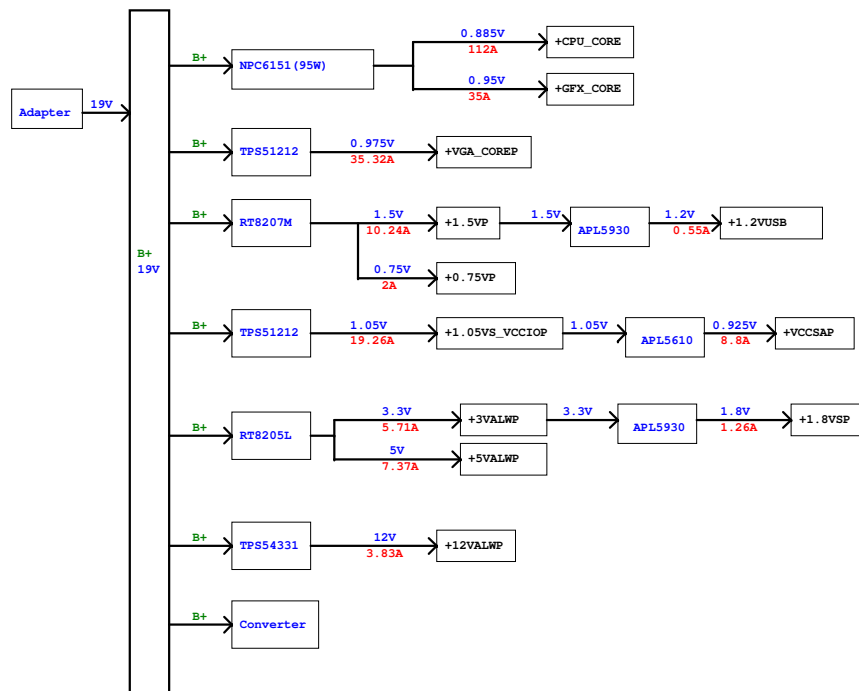 B+ NPC6151(95W) 0.885V 112A +CPU_CORE
0.95V 35A +GFX_CORE
Adapter 19V
B+ TPS51212 0.975V 35.32A +VGA_COREP
B+ RT8207M 1.5V 10.24A +1.5VP 1.5V APL5930 1.2V 0.55A +1.2VUSB
B+
19V
0.75V 2A +0.75VP
B+ TPS51212 1.05V 19.26A +1.05VS_VCCIOP 1.05V APL5610 0.925V 8.8A +VCCSAP
B+ RT8205L 3.3V 5.71A +3VALWP 3.3V APL5930 1.8V 1.26A +1.8VSP
5V 7.37A +5VALWP
B+ TPS54331 12V 3.83A +12VALWP
B+ Converter